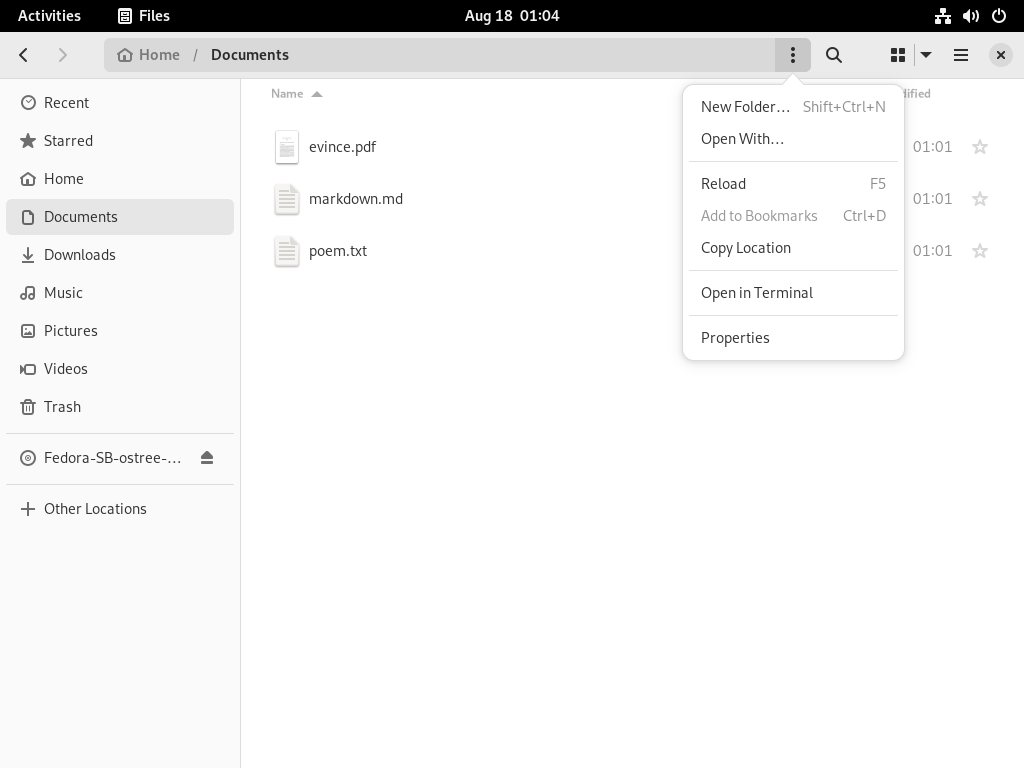 Activities Files Aug 18 01:04
Home / Documents
Recent
Starred
Home
Documents
Downloads
Music
Pictures
Videos
Trash
Fedora-SB-ostree-…
Other Locations
Name
evince.pdf 01:01
markdown.md 01:01
poem.txt 01:01
New Folder… Shift+Ctrl+N
Open With…
Reload F5
Add to Bookmarks Ctrl+D
Copy Location
Open in Terminal
Properties